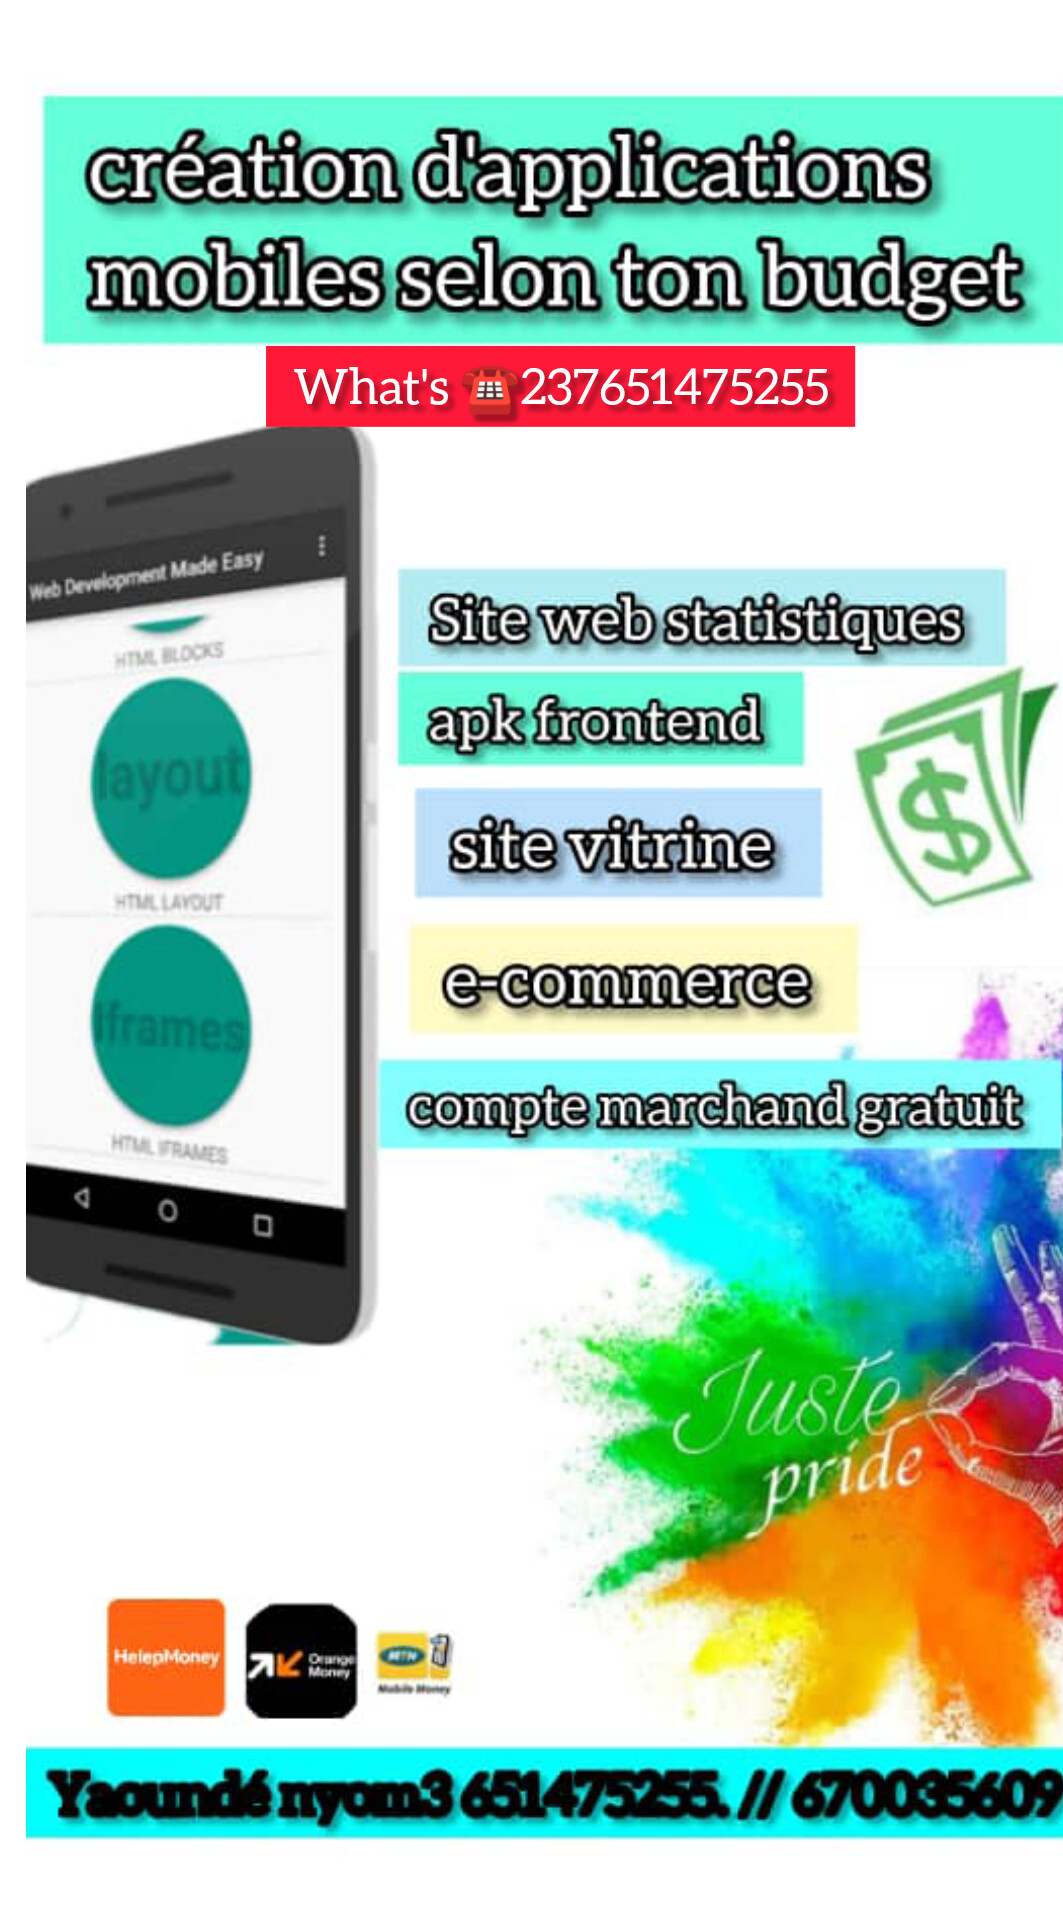 création d'applications
mobiles selon ton budget
What's ☎️237651475255
Web Development Made Easy
HTML BLOCKS
layout
HTML LAYOUT
Iframes
HTML IFRAMES
Site web statistiques
apk frontend
site vitrine
e-commerce
compte marchand gratuit
Juste
pride
HelepMoney
Orange
Money
MTN
Mobile Money
Yaoundé nyom3 651475255. // 670035609